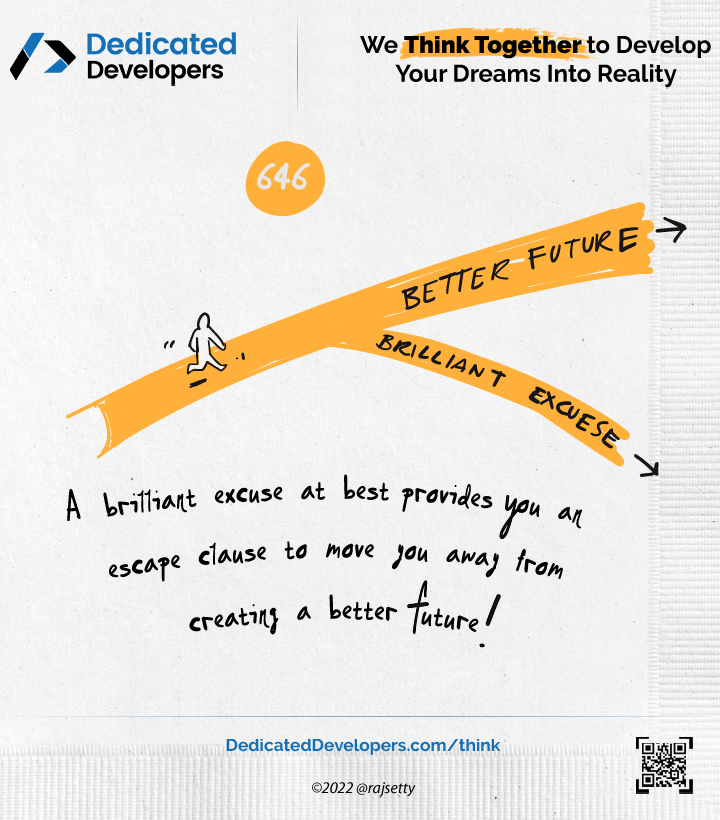 Dedicated
Developers
We Think Together to Develop
Your Dreams Into Reality
646
BETTER FUTURE
BRILLIANT EXCUESE
A brilliant excuse at best provides you an
escape clause to move you away from
creating a better future!
DedicatedDevelopers.com/think
©2022 @rajsetty